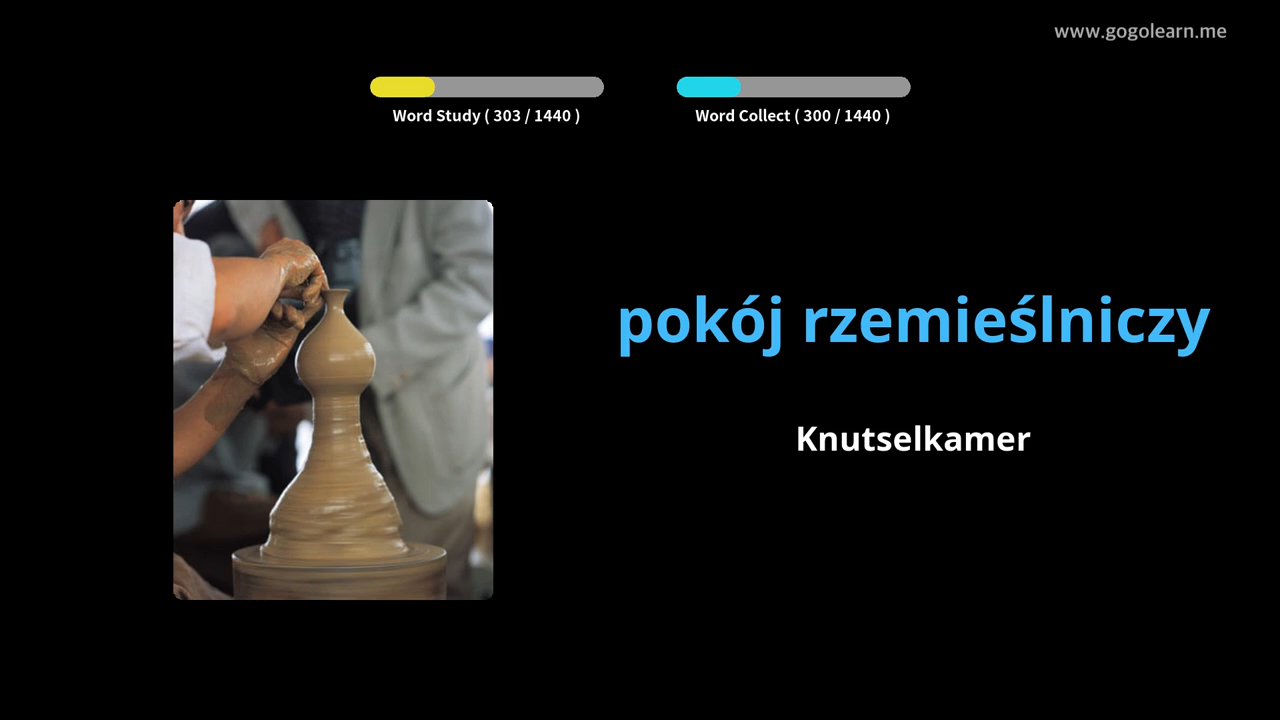 www.gogolearn.me
Word Study ( 303 / 1440 )
Word Collect ( 300 / 1440 )
pokój rzemieślniczy
Knutselkamer